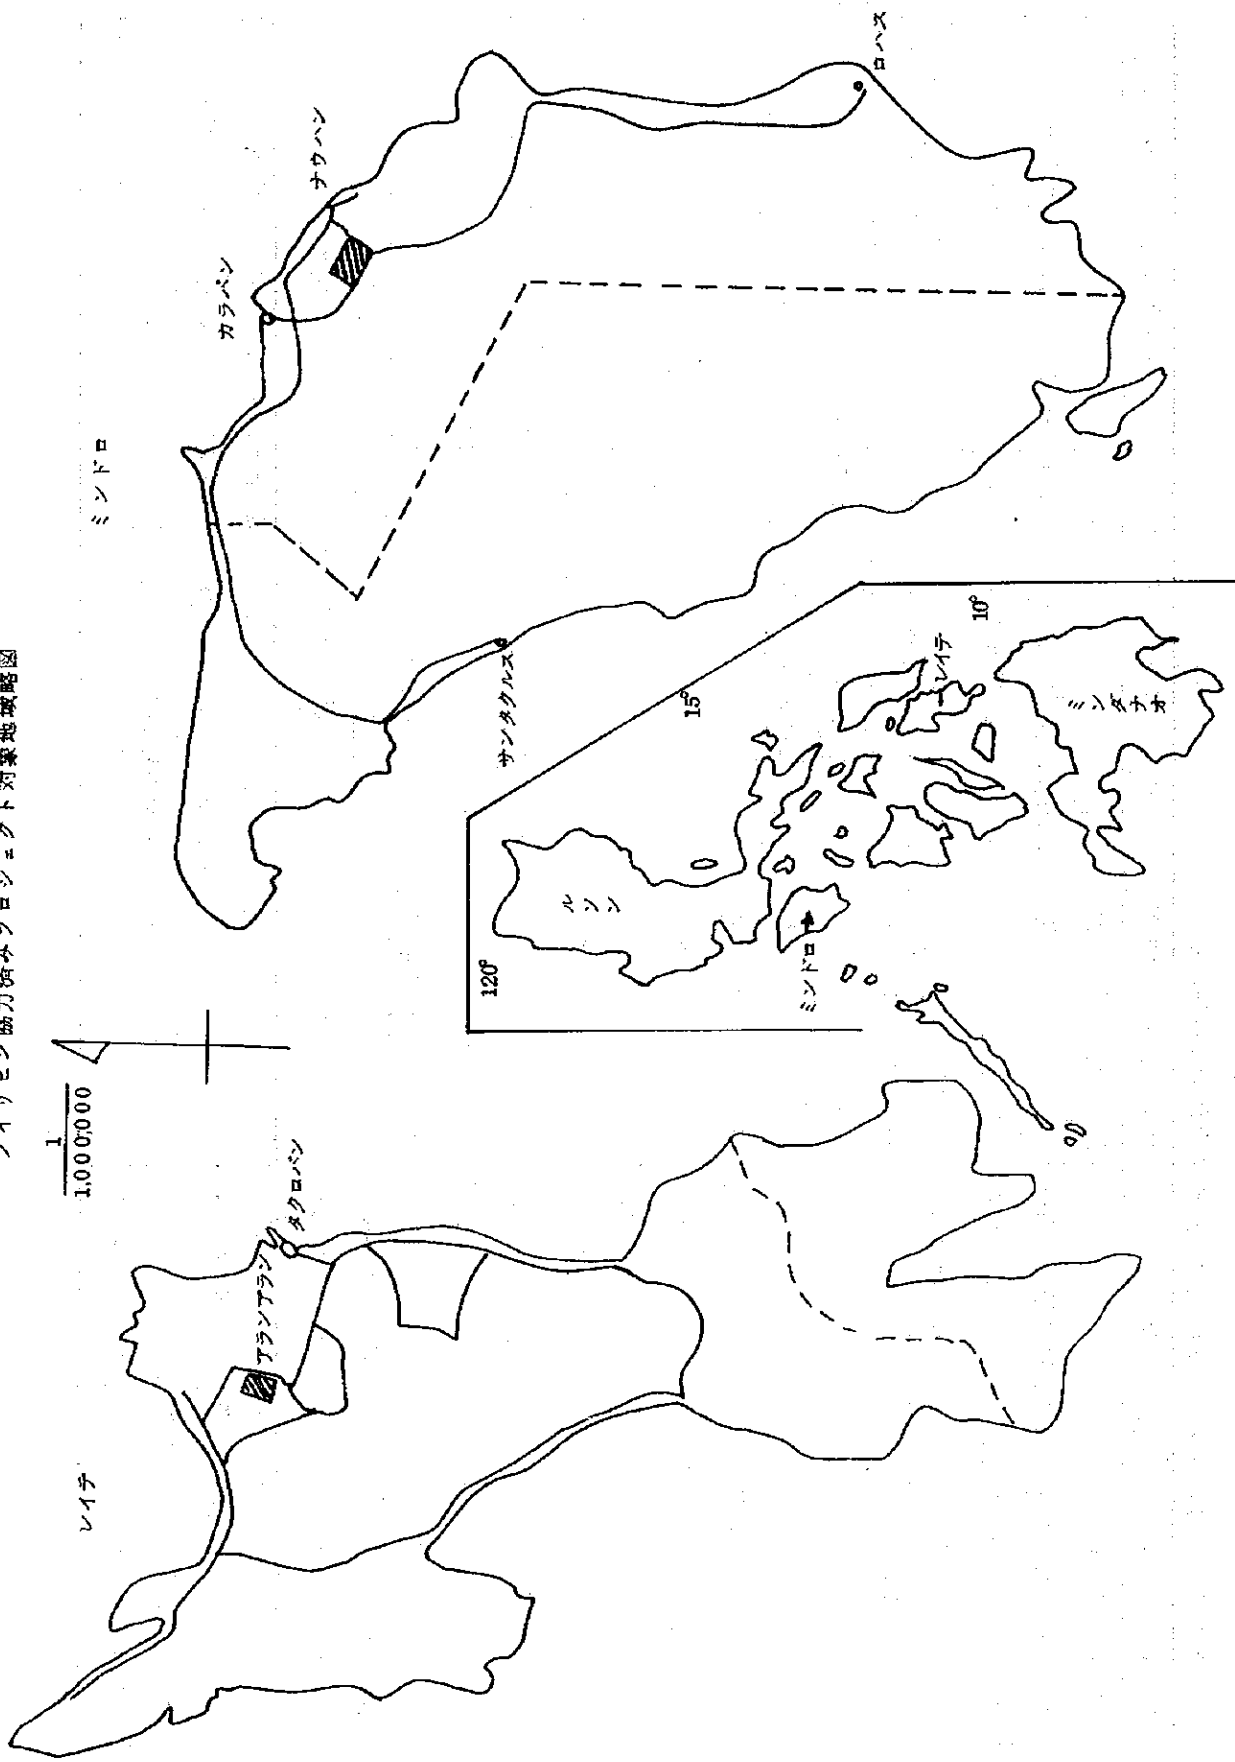 フィリピン協力済みプロジェクト対象地域略図
1
1,000,000
レイテ
アランアラン
タクロバン
ミンドロ
カラパン
ナウハン
ロハス
サンタクルス
120°
15°
10°
ルソン
ミンドロ
レイテ
ミンダナオ